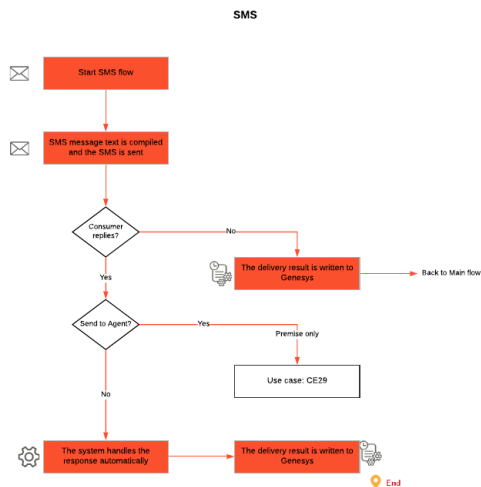 SMS
Start SMS flow
SMS message text is compiled
and the SMS is sent
Consumer
replies?
No
The delivery result is written to
Genesys
Back to Main flow
Yes
Send to Agent?
Yes
Premise only
Use case: CE29
No
The system handles the
response automatically
The delivery result is written to
Genesys
End